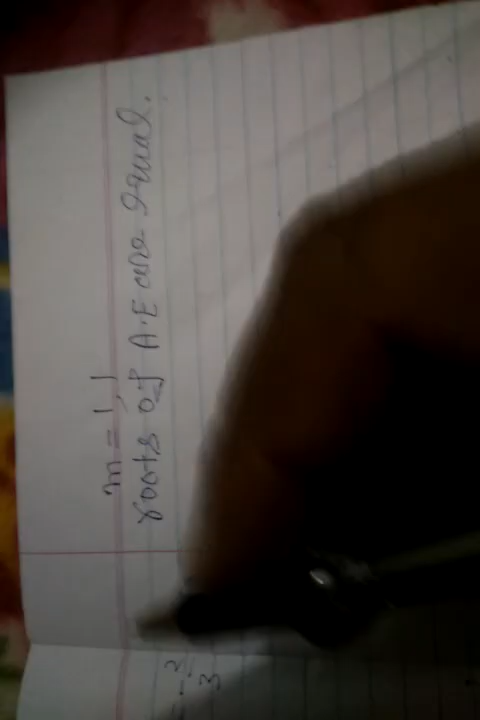 m = 1, 1
roots of A.E are equal.